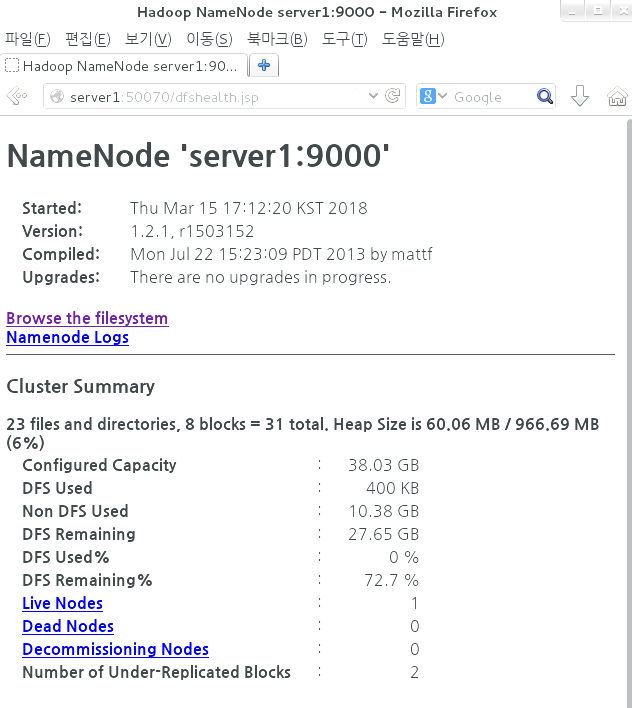 Hadoop NameNode server1:9000 - Mozilla Firefox
파일(F) 편집(E) 보기(V) 이동(S) 북마크(B) 도구(T) 도움말(H)
Hadoop NameNode server1:90...
server1:50070/dfshealth.jsp
8 Google
NameNode 'server1:9000'
Started: Thu Mar 15 17:12:20 KST 2018
Version: 1.2.1, r1503152
Compiled: Mon Jul 22 15:23:09 PDT 2013 by mattf
Upgrades: There are no upgrades in progress.
Browse the filesystem
Namenode Logs
Cluster Summary
23 files and directories, 8 blocks = 31 total. Heap Size is 60.06 MB / 966.69 MB
(6%)
Configured Capacity : 38.03 GB
DFS Used : 400 KB
Non DFS Used : 10.38 GB
DFS Remaining : 27.65 GB
DFS Used% : 0 %
DFS Remaining% : 72.7 %
Live Nodes : 1
Dead Nodes : 0
Decommissioning Nodes : 0
Number of Under-Replicated Blocks : 2